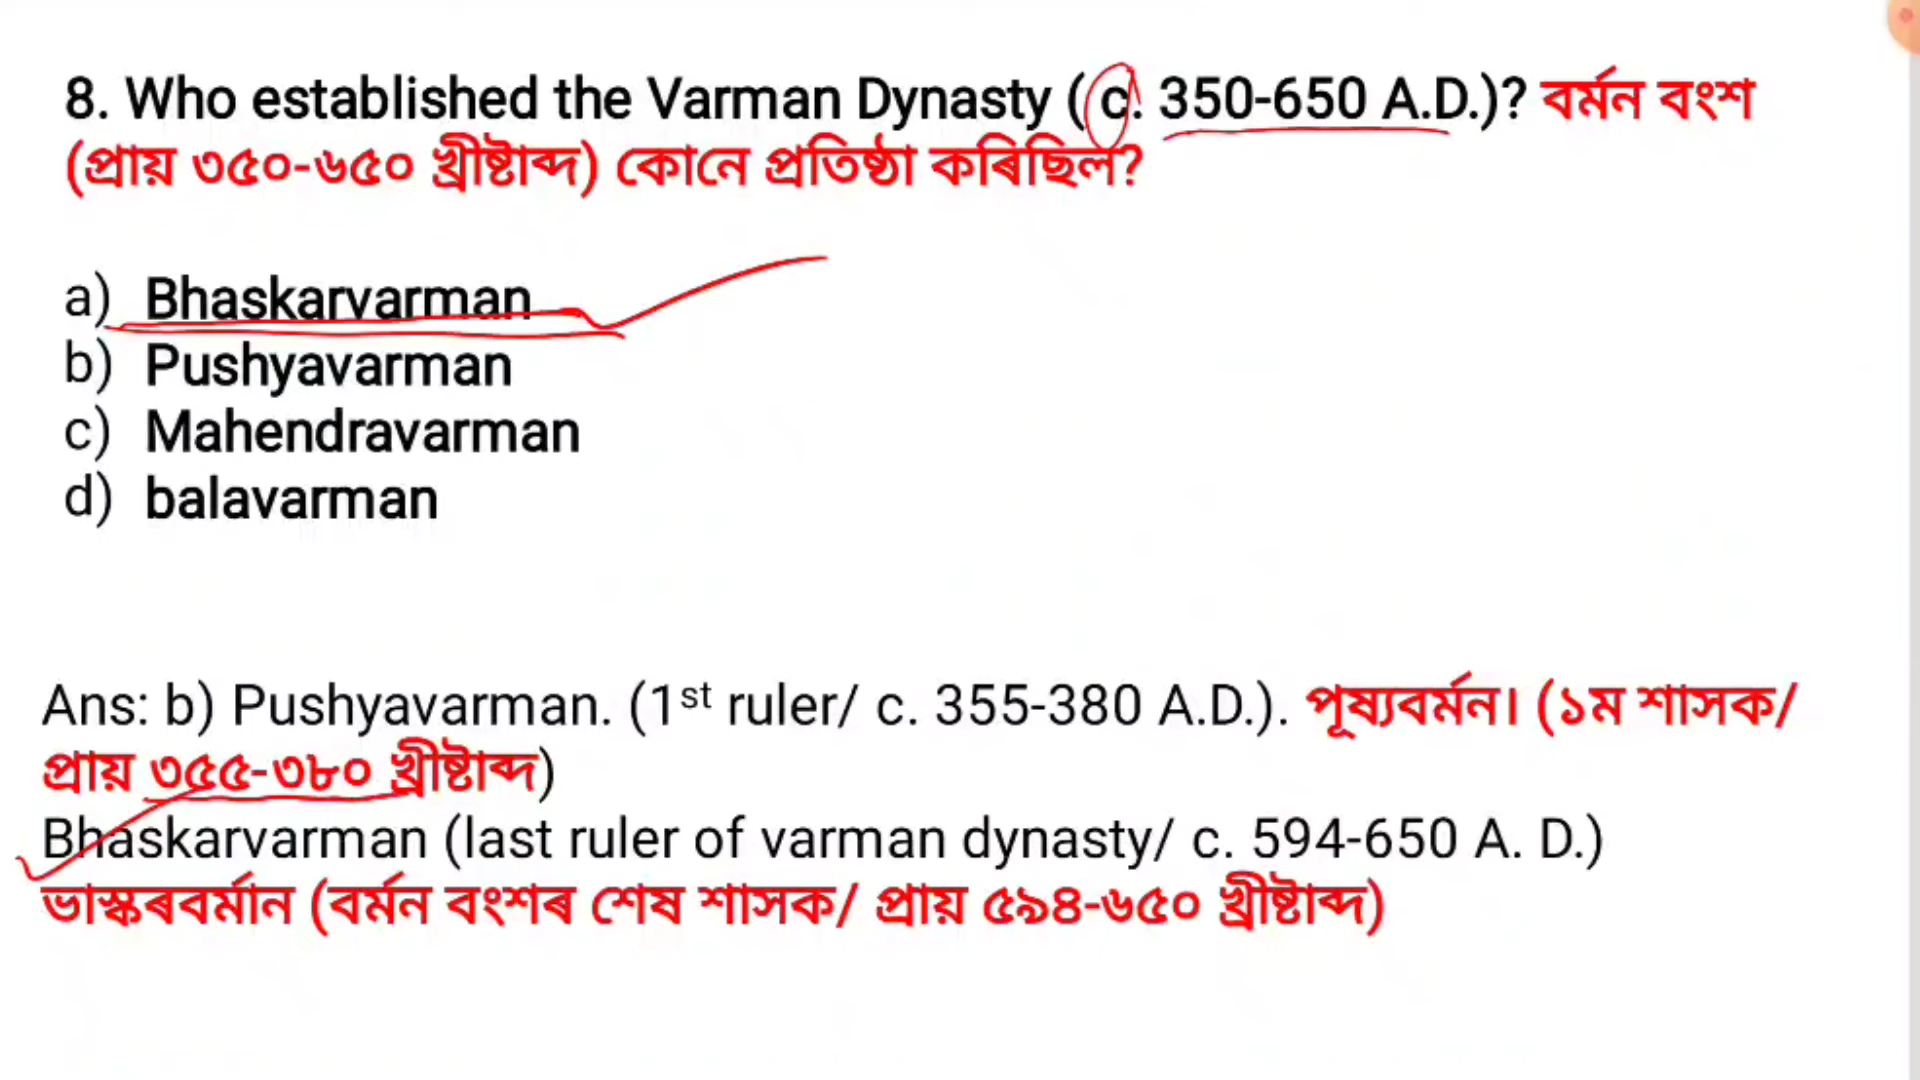 8. Who established the Varman Dynasty ( c. 350-650 A.D.)? বৰ্মন বংশ
(প্ৰায় ৩৫০-৬৫০ খ্ৰীষ্টাব্দ) কোনে প্ৰতিষ্ঠা কৰিছিল?
a) Bhaskarvarman
b) Pushyavarman
c) Mahendravarman
d) balavarman
Ans: b) Pushyavarman. (1st ruler/ c. 355-380 A.D.). পূষ্যবৰ্মন। (১ম শাসক/
প্ৰায় ৩৫৫-৩৮০ খ্ৰীষ্টাব্দ)
Bhaskarvarman (last ruler of varman dynasty/ c. 594-650 A. D.)
ভাস্কৰবৰ্মান (বৰ্মন বংশৰ শেষ শাসক/ প্ৰায় ৫৯৪-৬৫০ খ্ৰীষ্টাব্দ)